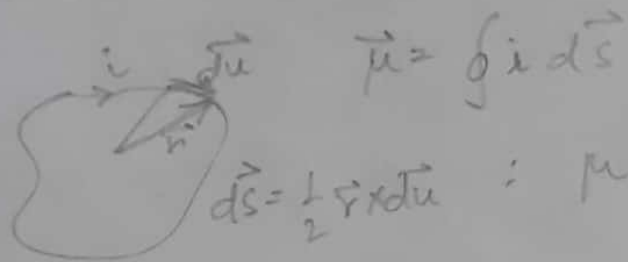 i d⃗u μ⃗ = ∮ i d⃗s
r⃗
d⃗s = 1/2 r⃗ × d⃗u : μ